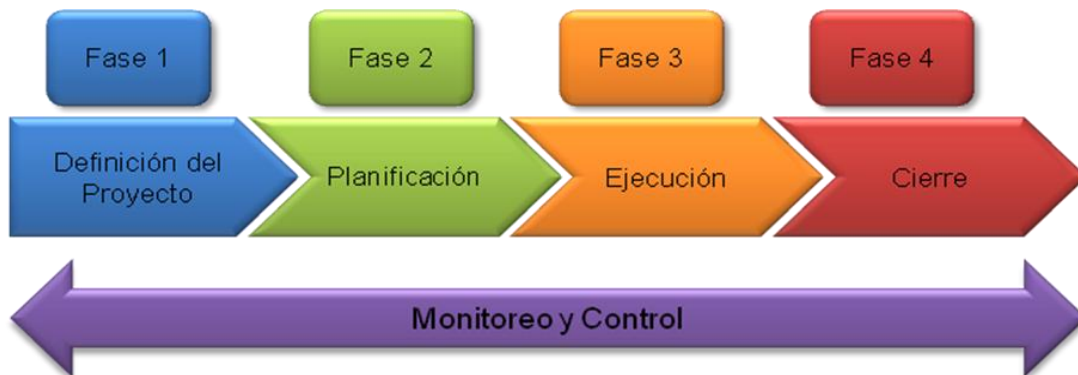 Fase 1
Fase 2
Fase 3
Fase 4
Definición del
Proyecto
Planificación
Ejecución
Cierre
Monitoreo y Control